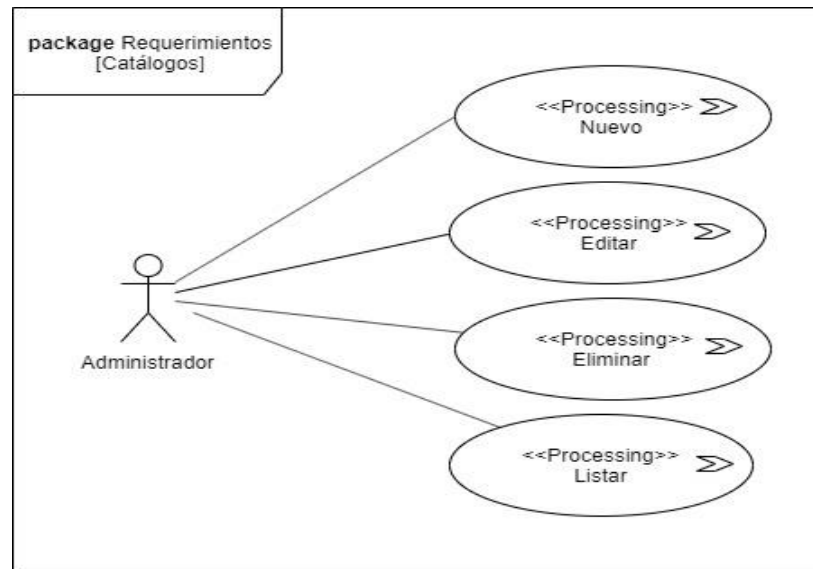 package Requerimientos
[Catálogos]
<<Processing>>
Nuevo
<<Processing>>
Editar
<<Processing>>
Eliminar
<<Processing>>
Listar
Administrador